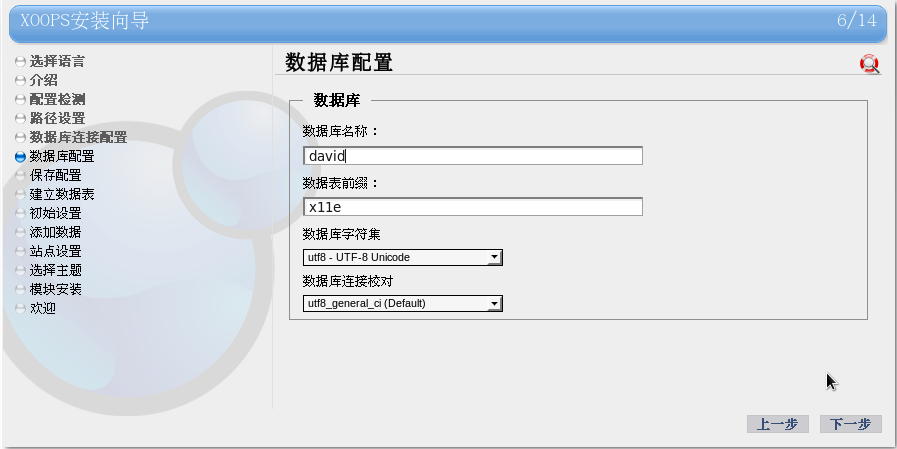 XOOPS安装向导
6/14
选择语言
介绍
配置检测
路径设置
数据库连接配置
数据库配置
保存配置
建立数据表
初始设置
添加数据
站点设置
选择主题
模块安装
欢迎
数据库配置
数据库
数据库名称：
david
数据表前缀：
x11e
数据库字符集
utf8 - UTF-8 Unicode
数据库连接校对
utf8_general_ci (Default)
上一步
下一步